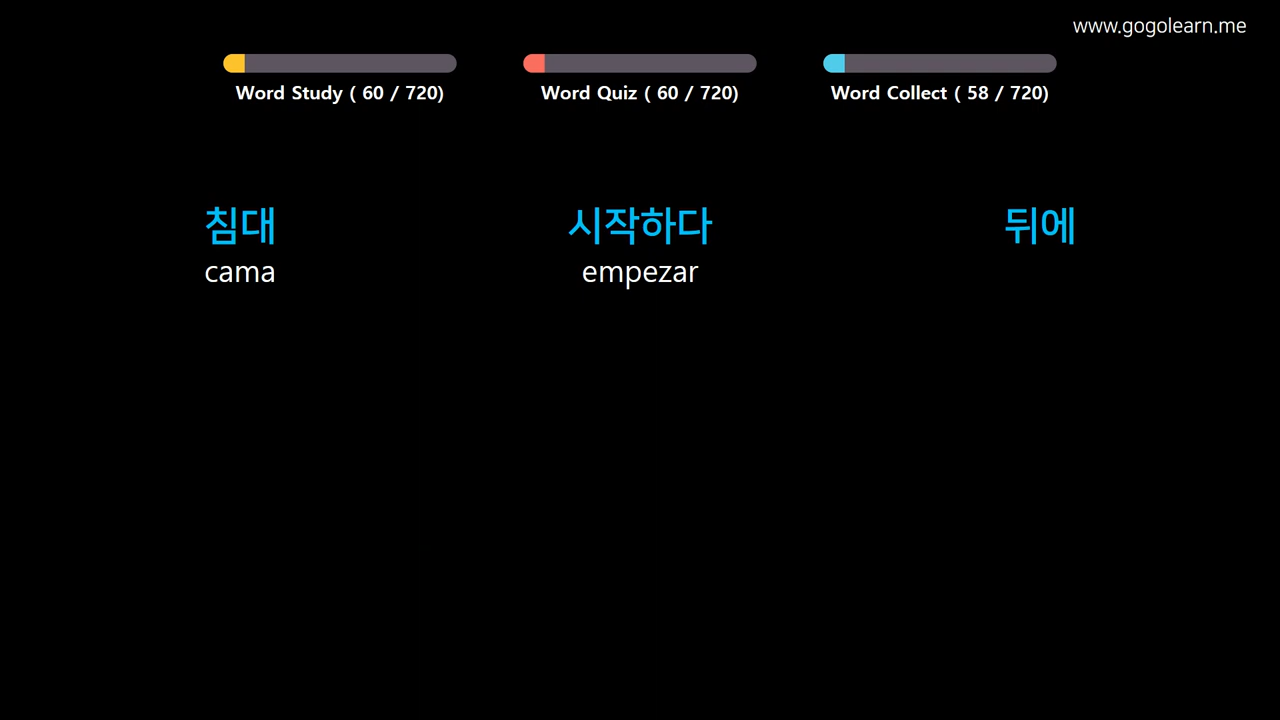 www.gogolearn.me
Word Study ( 60 / 720)
Word Quiz ( 60 / 720)
Word Collect ( 58 / 720)
침대
시작하다
뒤에
cama
empezar